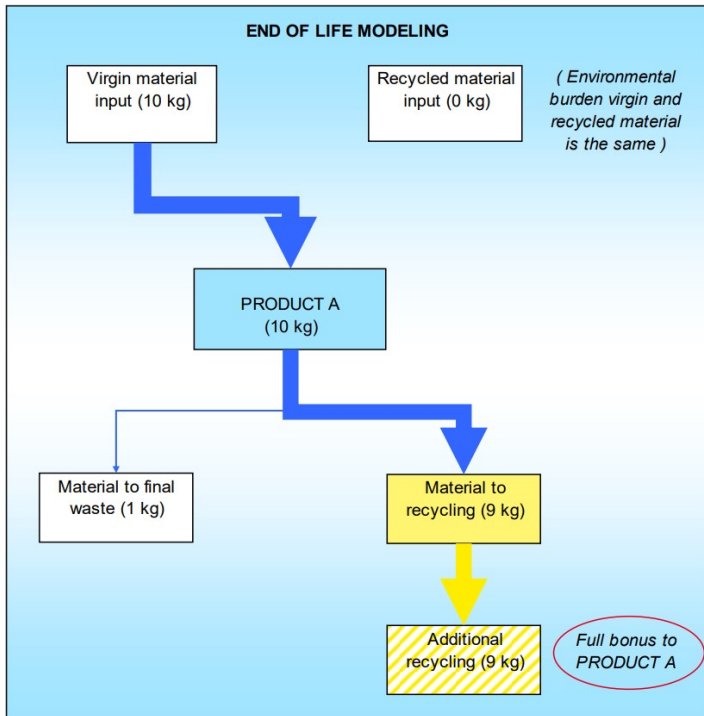 END OF LIFE MODELING
Virgin material
input (10 kg)
Recycled material
input (0 kg)
( Environmental
burden virgin and
recycled material
is the same )
PRODUCT A
(10 kg)
Material to final
waste (1 kg)
Material to
recycling (9 kg)
Additional
recycling (9 kg)
Full bonus to
PRODUCT A